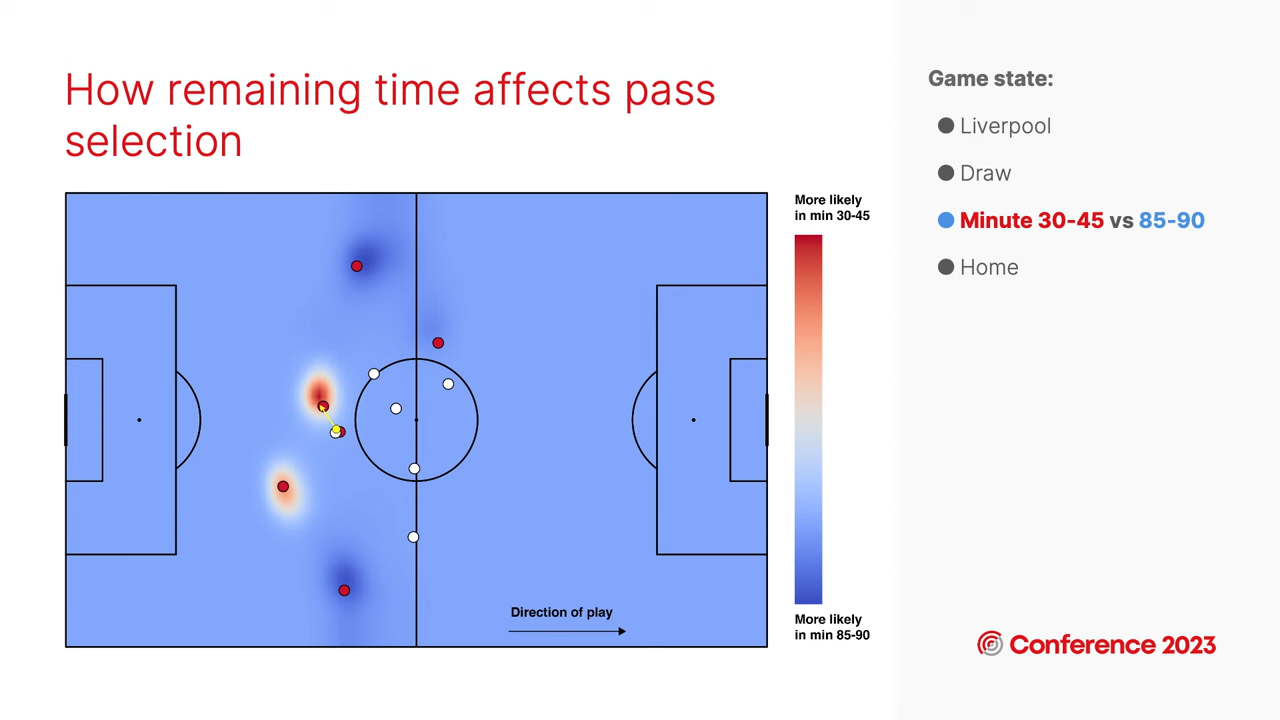 How remaining time affects pass
selection
Game state:
Liverpool
Draw
Minute 30-45 vs 85-90
Home
More likely
in min 30-45
Direction of play
More likely
in min 85-90
Conference 2023